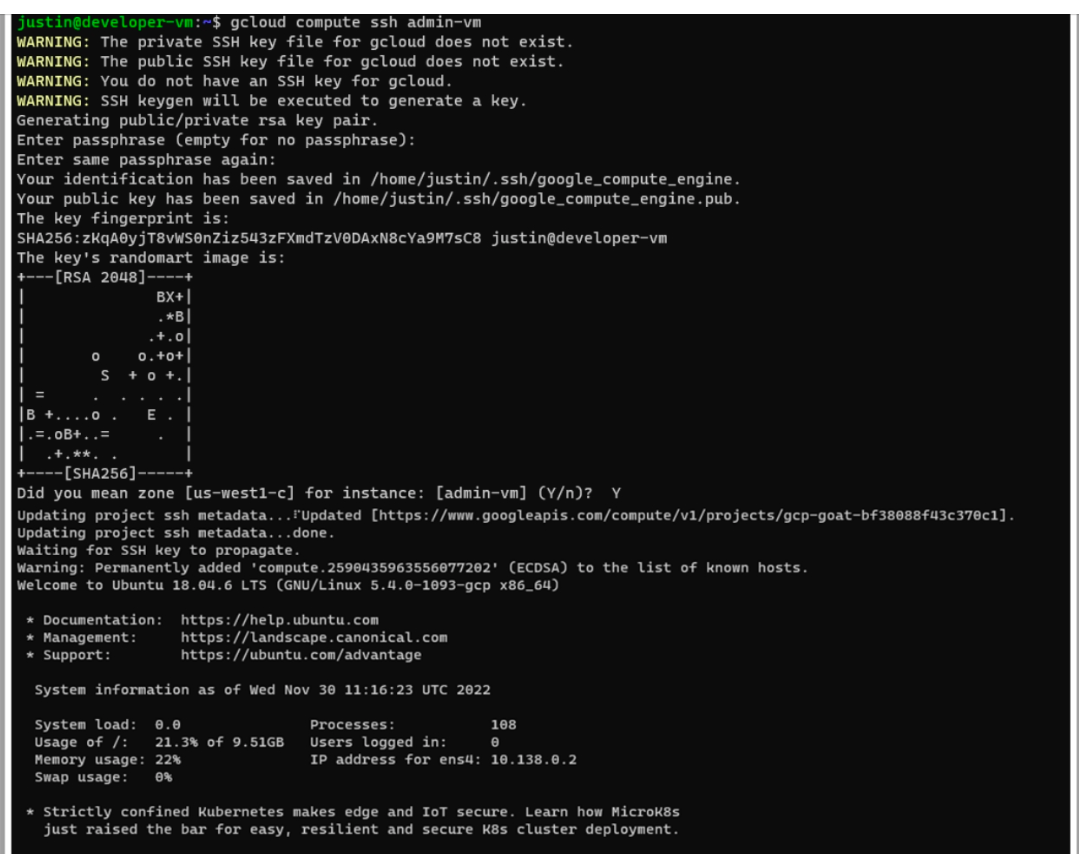 justin@developer-vm:~$ gcloud compute ssh admin-vm
WARNING: The private SSH key file for gcloud does not exist.
WARNING: The public SSH key file for gcloud does not exist.
WARNING: You do not have an SSH key for gcloud.
WARNING: SSH keygen will be executed to generate a key.
Generating public/private rsa key pair.
Enter passphrase (empty for no passphrase):
Enter same passphrase again:
Your identification has been saved in /home/justin/.ssh/google_compute_engine.
Your public key has been saved in /home/justin/.ssh/google_compute_engine.pub.
The key fingerprint is:
SHA256:zKqA0yjT8vWS0nZiz543zFXmdTzV0DAxN8cYa9M7sC8 justin@developer-vm
The key's randomart image is:
+---[RSA 2048]----+
|              BX+|
|              .*B|
|             .+.o|
|       o    o.+o+|
|        S  + o +.|
| =     .  . . . .|
|B +....o .   E . |
|.=.oB+..=     .  |
|  .+.**. .       |
+----[SHA256]-----+
Did you mean zone [us-west1-c] for instance: [admin-vm] (Y/n)?  Y
Updating project ssh metadata...⠏Updated [https://www.googleapis.com/compute/v1/projects/gcp-goat-bf38088f43c370c1].
Updating project ssh metadata...done.
Waiting for SSH key to propagate.
Warning: Permanently added 'compute.2590435963556077202' (ECDSA) to the list of known hosts.
Welcome to Ubuntu 18.04.6 LTS (GNU/Linux 5.4.0-1093-gcp x86_64)

 * Documentation:  https://help.ubuntu.com
 * Management:     https://landscape.canonical.com
 * Support:        https://ubuntu.com/advantage

  System information as of Wed Nov 30 11:16:23 UTC 2022

  System load:  0.0               Processes:           108
  Usage of /:   21.3% of 9.51GB   Users logged in:     0
  Memory usage: 22%               IP address for ens4: 10.138.0.2
  Swap usage:   0%

 * Strictly confined Kubernetes makes edge and IoT secure. Learn how MicroK8s
   just raised the bar for easy, resilient and secure K8s cluster deployment.